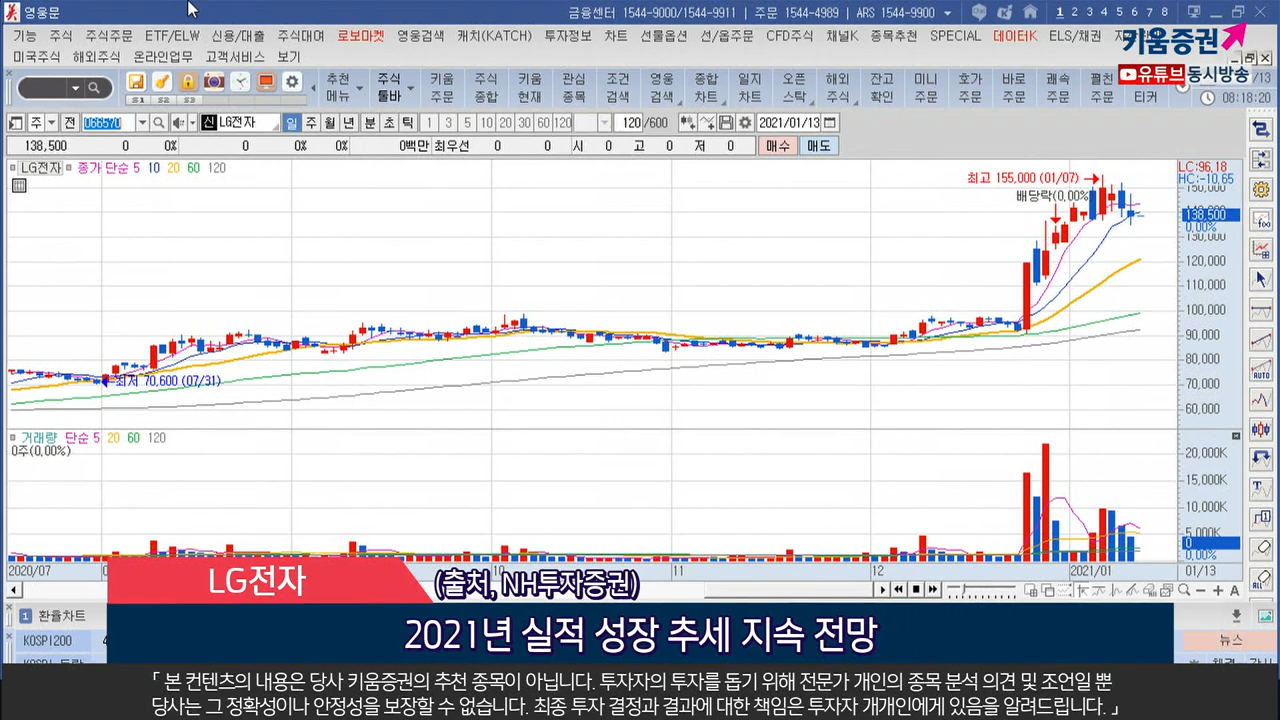 영웅문
금융센터 1544-9000/1544-9911 | 주문 1544-4989 | ARS 1544-9900
1 2 3 4 5 6 7 8
기능 주식 주식주문 ETF/ELW 신용/대출 주식대여 로보마켓 영웅검색 캐치(KATCH) 투자정보 차트 선물옵션 선/옵주문 CFD주식 채널K 종목추천 SPECIAL 데이터K ELS/채권
키움증권
미국주식 해외주식 온라인업무 고객서비스 보기
유튜브 동시방송
추천 주식 키움 주식 키움 관심 조건 영웅 종합 일지 오픈 해외 잔고 미니 호가 바로 쾌속 펼친
메뉴 툴바 주문 종합 현재 종목 검색 검색 차트 차트 스탁 주식 확인 주문 주문 주문 주문 주문 티커
S1 S2 S3
08:18:20
주 전 066570 신 LG전자 일 주 월 년 분 초 틱 1 3 5 10 20 30 60 120 120 /600 2021/01/13
138,500 0 0% 0 0% 0% 0백만 최우선 0 0 시 0 고 0 저 0 매수 매도
LG전자 종가 단순 5 10 20 60 120
LC:96,18
HC:-10,65
최고 155,000 (01/07)
배당락(0,00%)
150,000
138,500
0,00%
130,000
120,000
110,000
100,000
90,000
80,000
70,000
60,000
최저 70,600 (07/31)
거래량 단순 5 20 60 120
0주(0,00%)
20,000K
15,000K
10,000K
5,000K
0
0,00%
2020/07 10 11 12 2021/01 01/13
LG전자
(출처, NH투자증권)
1 환율차트
2021년 실적 성장 추세 지속 전망
KOSPI200
뉴스
「 본 컨텐츠의 내용은 당사 키움증권의 추천 종목이 아닙니다. 투자자의 투자를 돕기 위해 전문가 개인의 종목 분석 의견 및 조언일 뿐
당사는 그 정확성이나 안정성을 보장할 수 없습니다. 최종 투자 결정과 결과에 대한 책임은 투자자 개개인에게 있음을 알려드립니다. 」